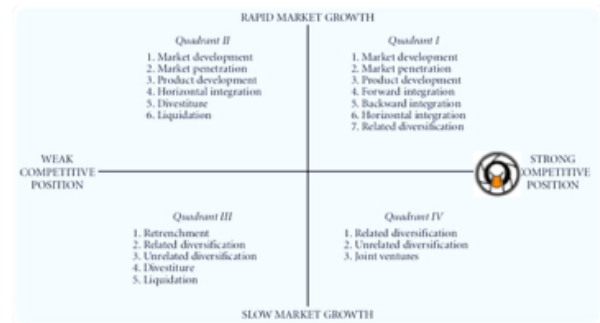 RAPID MARKET GROWTH
Quadrant II
1. Market development
2. Market penetration
3. Product development
4. Horizontal integration
5. Divestiture
6. Liquidation
Quadrant I
1. Market development
2. Market penetration
3. Product development
4. Forward integration
5. Backward integration
6. Horizontal integration
7. Related diversification
WEAK
COMPETITIVE
POSITION
STRONG
COMPETITIVE
POSITION
Quadrant III
1. Retrenchment
2. Related diversification
3. Unrelated diversification
4. Divestiture
5. Liquidation
Quadrant IV
1. Related diversification
2. Unrelated diversification
3. Joint ventures
SLOW MARKET GROWTH